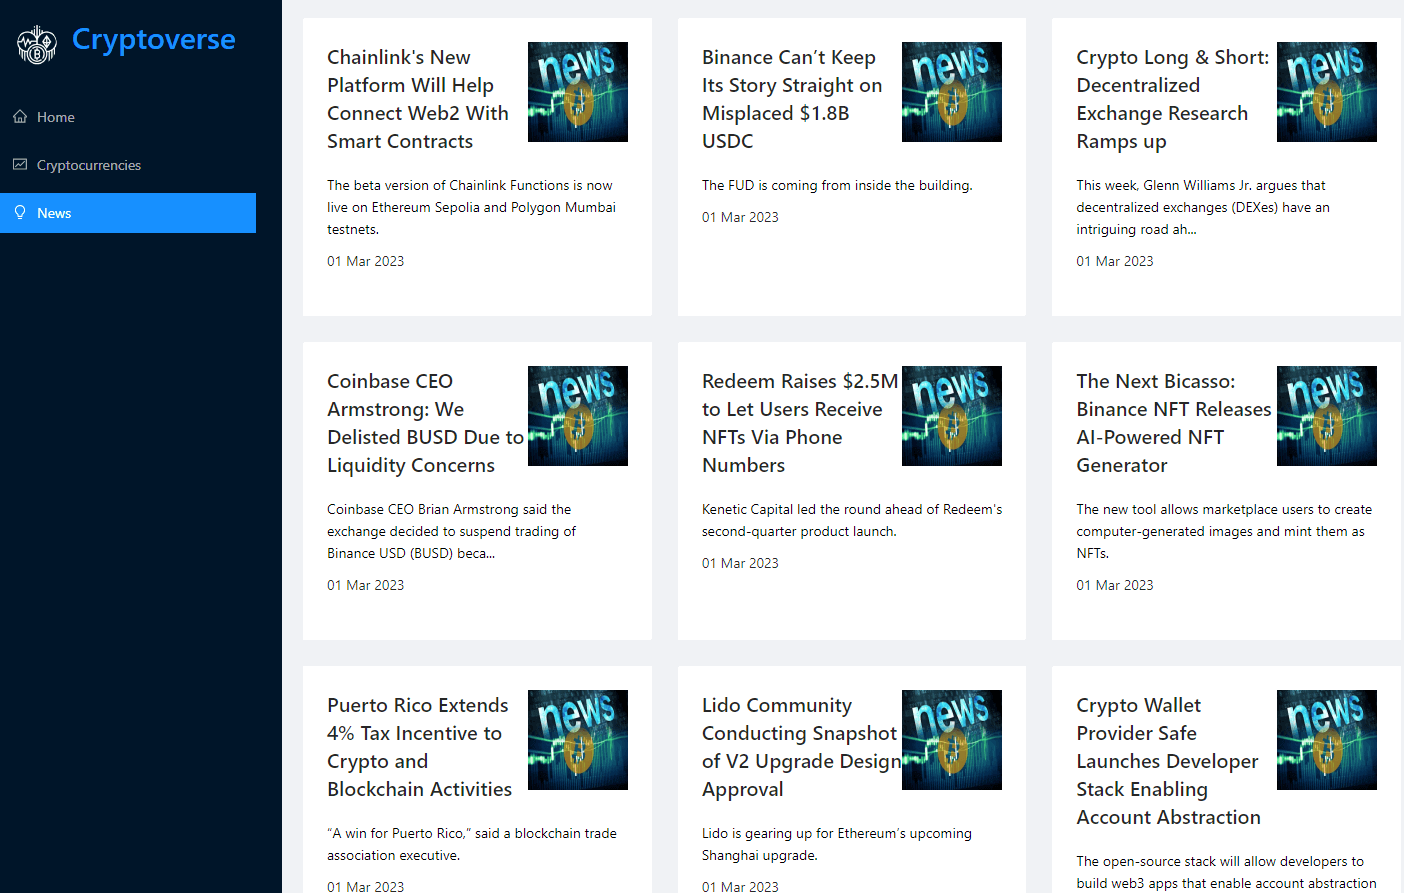 Cryptoverse
Home
Cryptocurrencies
News
Chainlink's New
Platform Will Help
Connect Web2 With
Smart Contracts
news
The beta version of Chainlink Functions is now
live on Ethereum Sepolia and Polygon Mumbai
testnets.
01 Mar 2023
Binance Can’t Keep
Its Story Straight on
Misplaced $1.8B
USDC
news
The FUD is coming from inside the building.
01 Mar 2023
Crypto Long & Short:
Decentralized
Exchange Research
Ramps up
news
This week, Glenn Williams Jr. argues that
decentralized exchanges (DEXes) have an
intriguing road ah...
01 Mar 2023
Coinbase CEO
Armstrong: We
Delisted BUSD Due to
Liquidity Concerns
news
Coinbase CEO Brian Armstrong said the
exchange decided to suspend trading of
Binance USD (BUSD) beca...
01 Mar 2023
Redeem Raises $2.5M
to Let Users Receive
NFTs Via Phone
Numbers
news
Kenetic Capital led the round ahead of Redeem's
second-quarter product launch.
01 Mar 2023
The Next Bicasso:
Binance NFT Releases
AI-Powered NFT
Generator
news
The new tool allows marketplace users to create
computer-generated images and mint them as
NFTs.
01 Mar 2023
Puerto Rico Extends
4% Tax Incentive to
Crypto and
Blockchain Activities
news
“A win for Puerto Rico,” said a blockchain trade
association executive.
01 Mar 2023
Lido Community
Conducting Snapshot
of V2 Upgrade Design
Approval
news
Lido is gearing up for Ethereum’s upcoming
Shanghai upgrade.
01 Mar 2023
Crypto Wallet
Provider Safe
Launches Developer
Stack Enabling
Account Abstraction
news
The open-source stack will allow developers to
build web3 apps that enable account abstraction